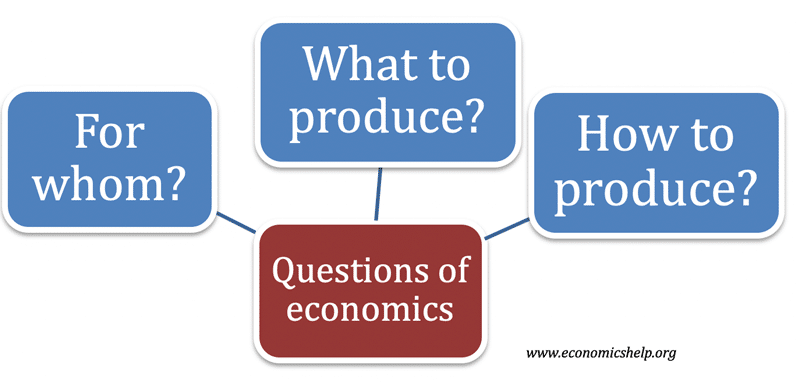 For
whom?
What to
produce?
How to
produce?
Questions of
economics
www.economicshelp.org